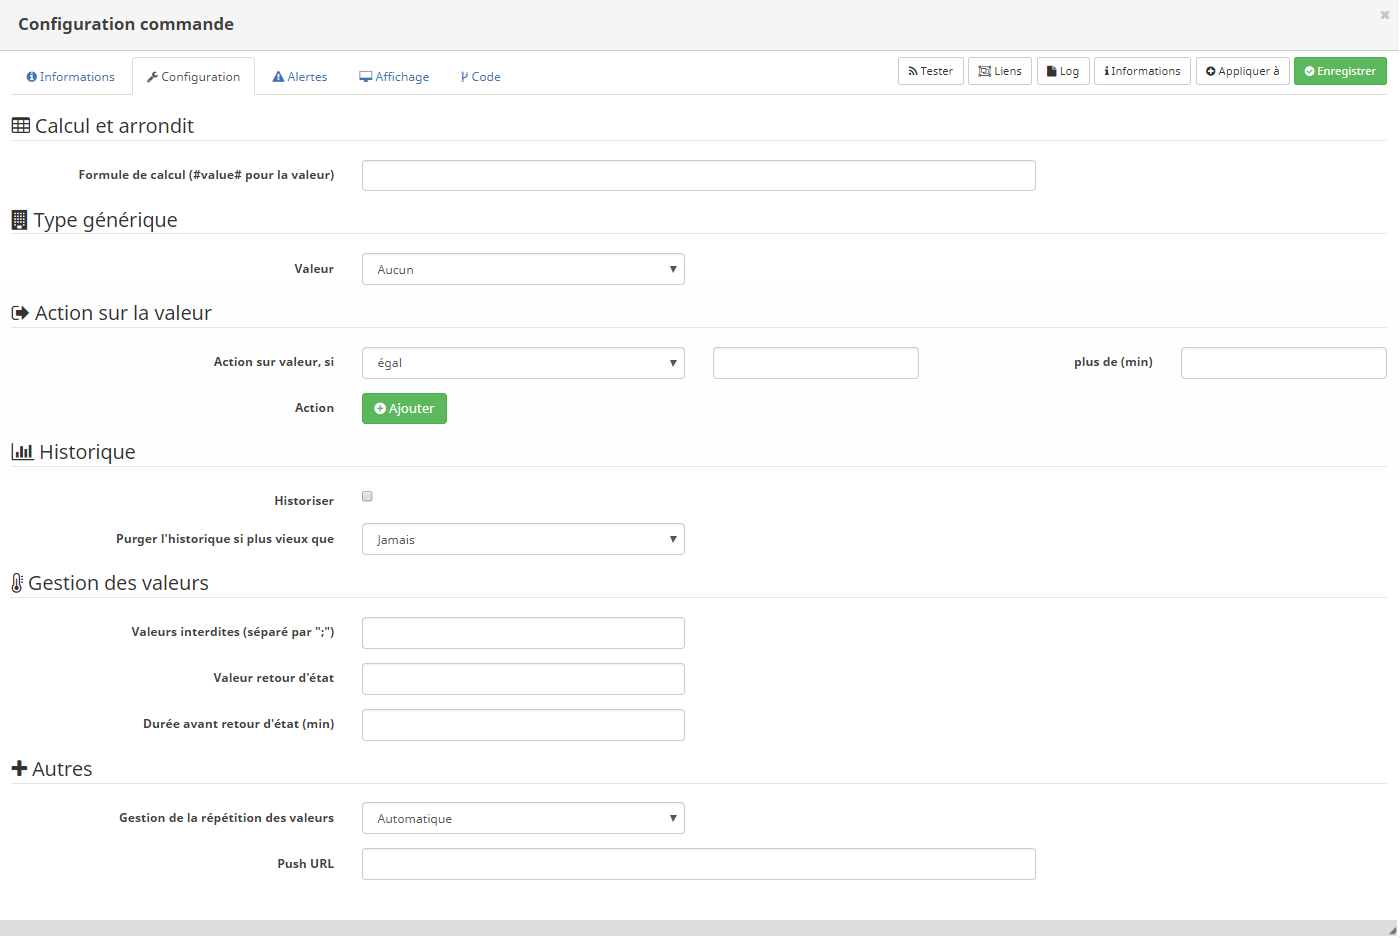 Configuration commande
Informations Configuration Alertes Affichage Code Tester Liens Log Informations Appliquer à Enregistrer
Calcul et arrondit
Formule de calcul (#value# pour la valeur)
Type générique
Valeur Aucun
Action sur la valeur
Action sur valeur, si égal plus de (min)
Action Ajouter
Historique
Historiser
Purger l'historique si plus vieux que Jamais
Gestion des valeurs
Valeurs interdites (séparé par ";")
Valeur retour d'état
Durée avant retour d'état (min)
Autres
Gestion de la répétition des valeurs Automatique
Push URL